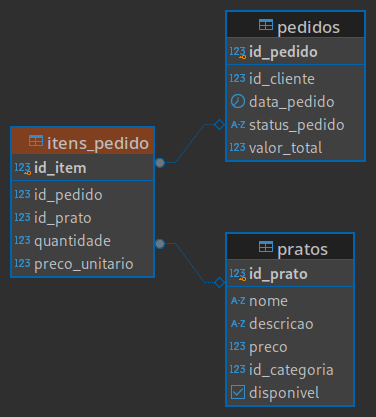 pedidos
123 id_pedido
123 id_cliente
data_pedido
A-Z status_pedido
123 valor_total
itens_pedido
123 id_item
123 id_pedido
123 id_prato
123 quantidade
123 preco_unitario
pratos
123 id_prato
A-Z nome
A-Z descricao
123 preco
123 id_categoria
disponivel